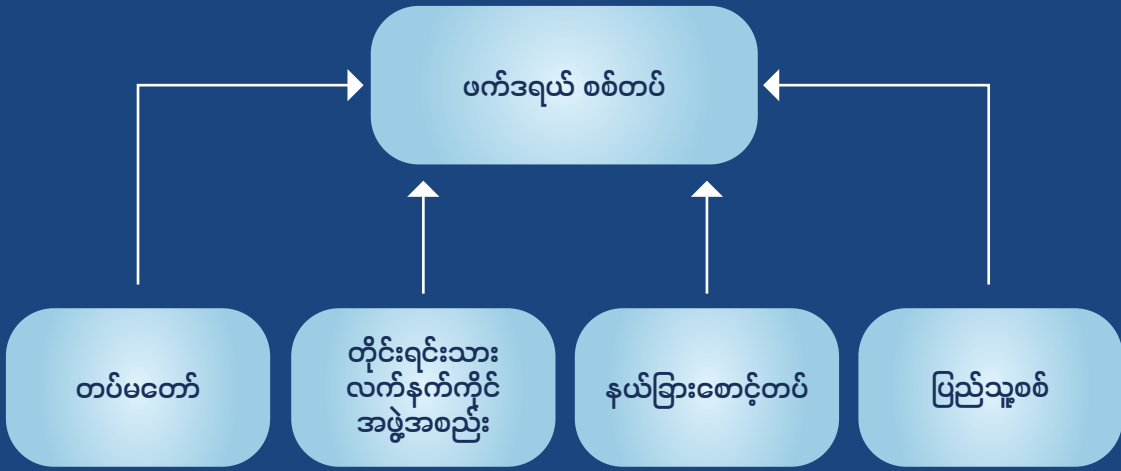 ဖက်ဒရယ် စစ်တပ်
တပ်မတော်
တိုင်းရင်းသား
လက်နက်ကိုင်
အဖွဲ့အစည်း
နယ်ခြားစောင့်တပ်
ပြည်သူ့စစ်